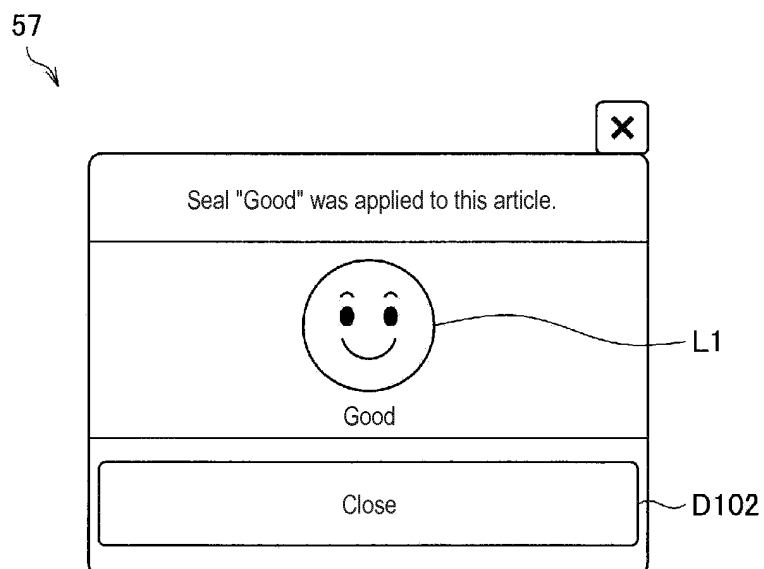 57
×
Seal "Good" was applied to this article.
L1
Good
Close
D102